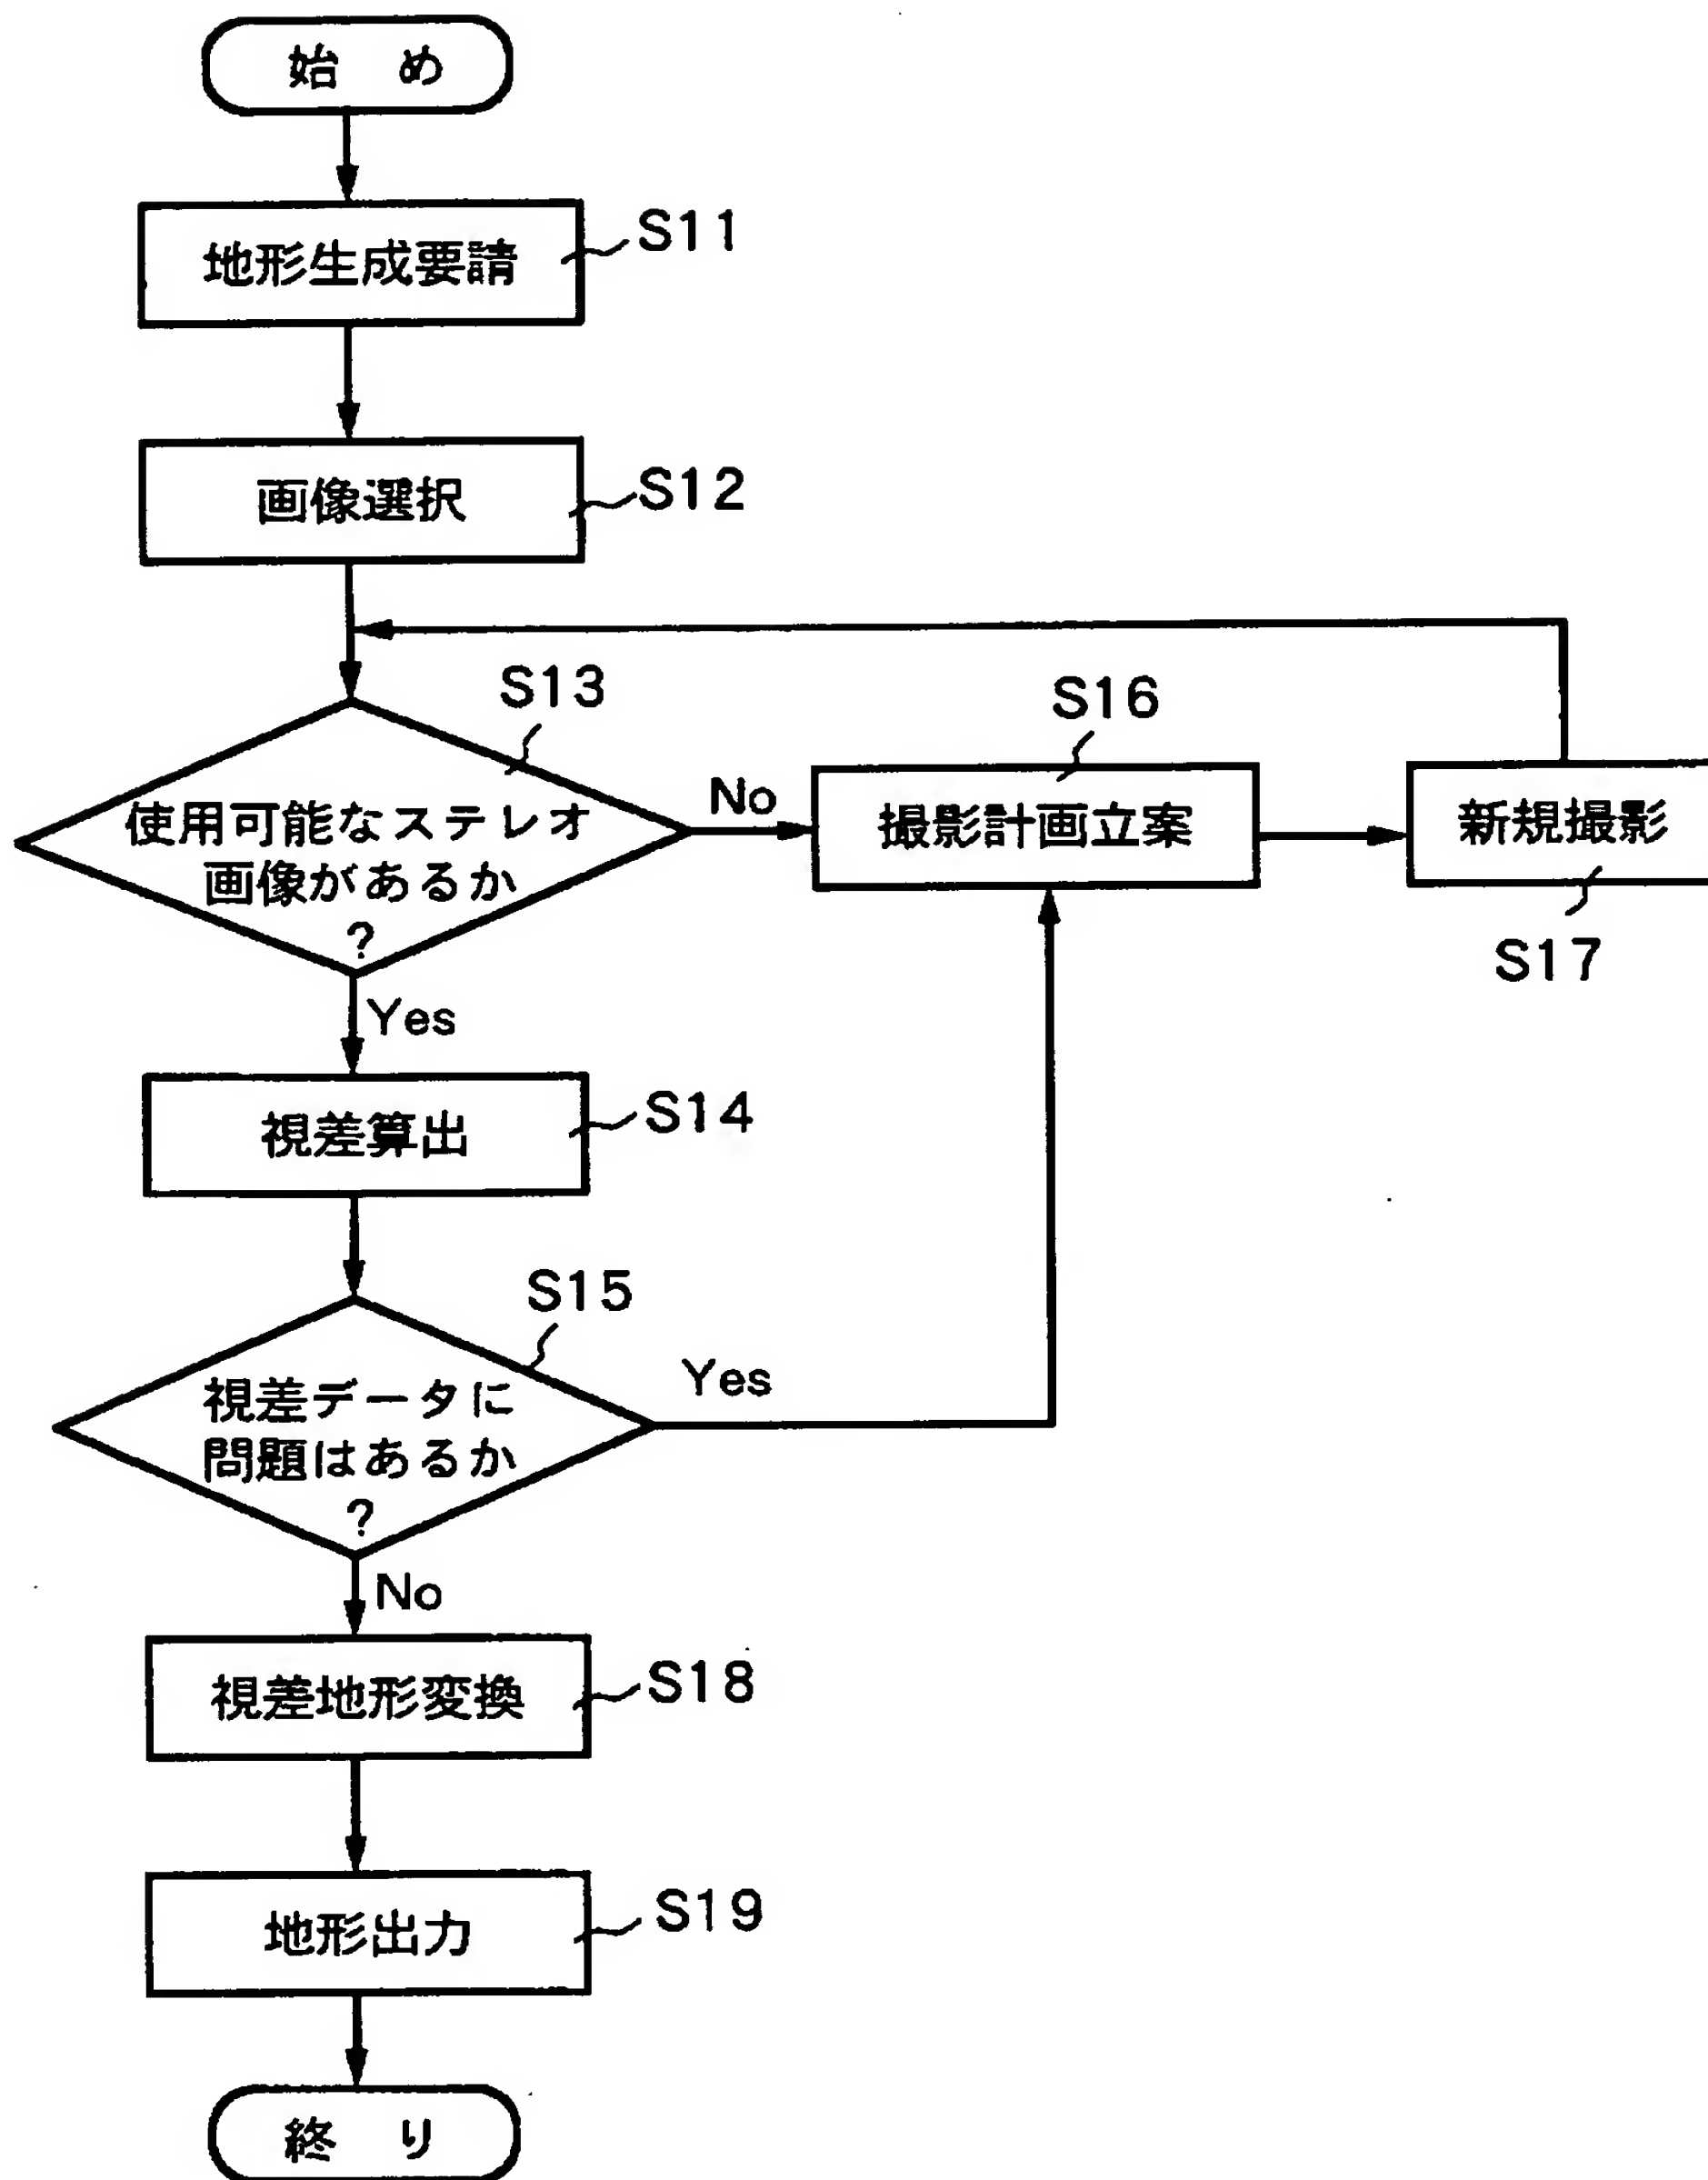 始 め
地形生成要請
S11
画像選択
S12
S13
使用可能なステレオ
画像があるか
?
No
S16
撮影計画立案
新規撮影
S17
Yes
視差算出
S14
S15
視差データに
問題はあるか
?
Yes
No
視差地形変換
S18
地形出力
S19
終 り